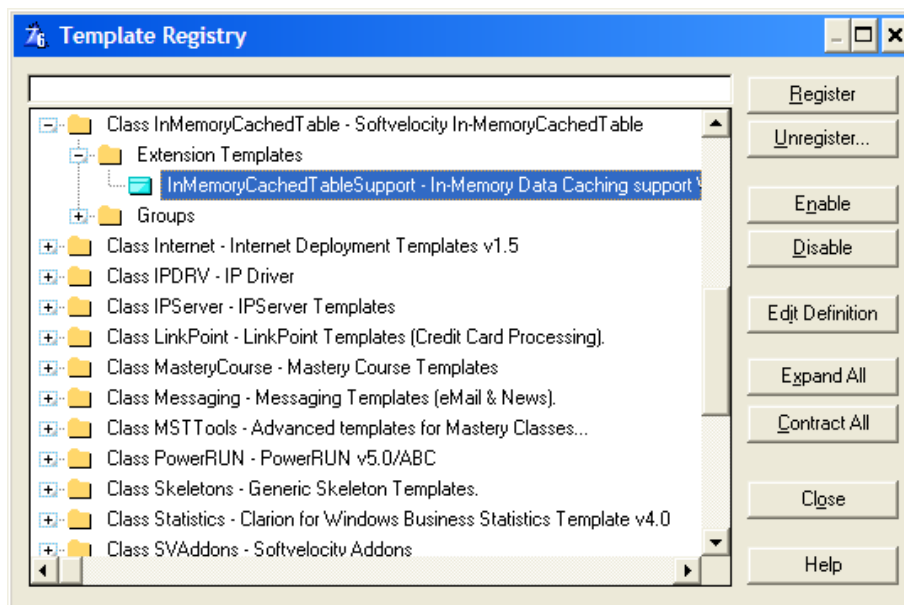 Template Registry
Class InMemoryCachedTable - Softvelocity In-MemoryCachedTable
Extension Templates
InMemoryCachedTableSupport - In-Memory Data Caching support
Groups
Class Internet - Internet Deployment Templates v1.5
Class IPDRV - IP Driver
Class IPServer - IPServer Templates
Class LinkPoint - LinkPoint Templates (Credit Card Processing).
Class MasteryCourse - Mastery Course Templates
Class Messaging - Messaging Templates (eMail & News).
Class MSTTools - Advanced templates for Mastery Classes...
Class PowerRUN - PowerRUN v5.0/ABC
Class Skeletons - Generic Skeleton Templates.
Class Statistics - Clarion for Windows Business Statistics Template v4.0
Class SVAddons - Softvelocity Addons
Register
Unregister...
Enable
Disable
Edit Definition
Expand All
Contract All
Close
Help